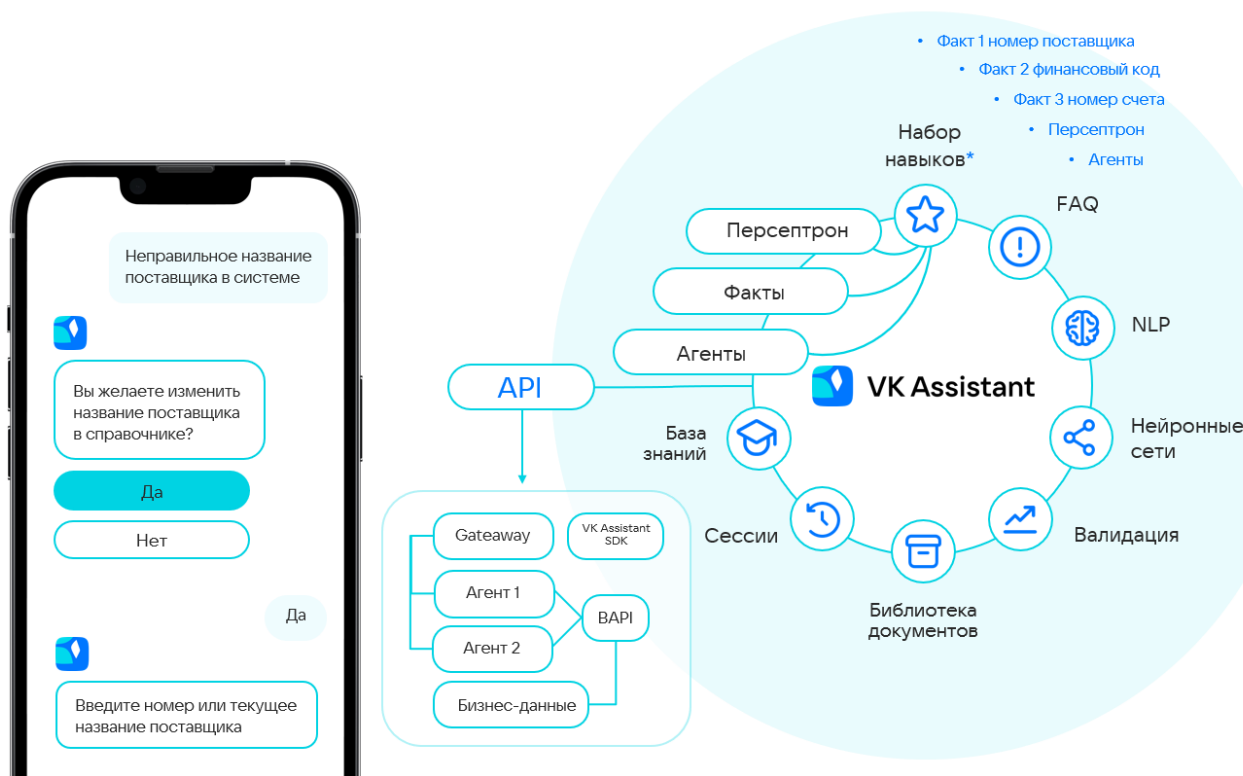 Неправильное название
поставщика в системе
Вы желаете изменить
название поставщика
в справочнике?
Да
Нет
Да
Введите номер или текущее
название поставщика
• Факт 1 номер поставщика
• Факт 2 финансовый код
• Факт 3 номер счета
• Персептрон
• Агенты
Набор
навыков*
FAQ
NLP
Нейронные
сети
Валидация
Библиотека
документов
Сессии
База
знаний
Персептрон
Факты
Агенты
VK Assistant
API
Gateaway
VK Assistant
SDK
Агент 1
Агент 2
BAPI
Бизнес-данные